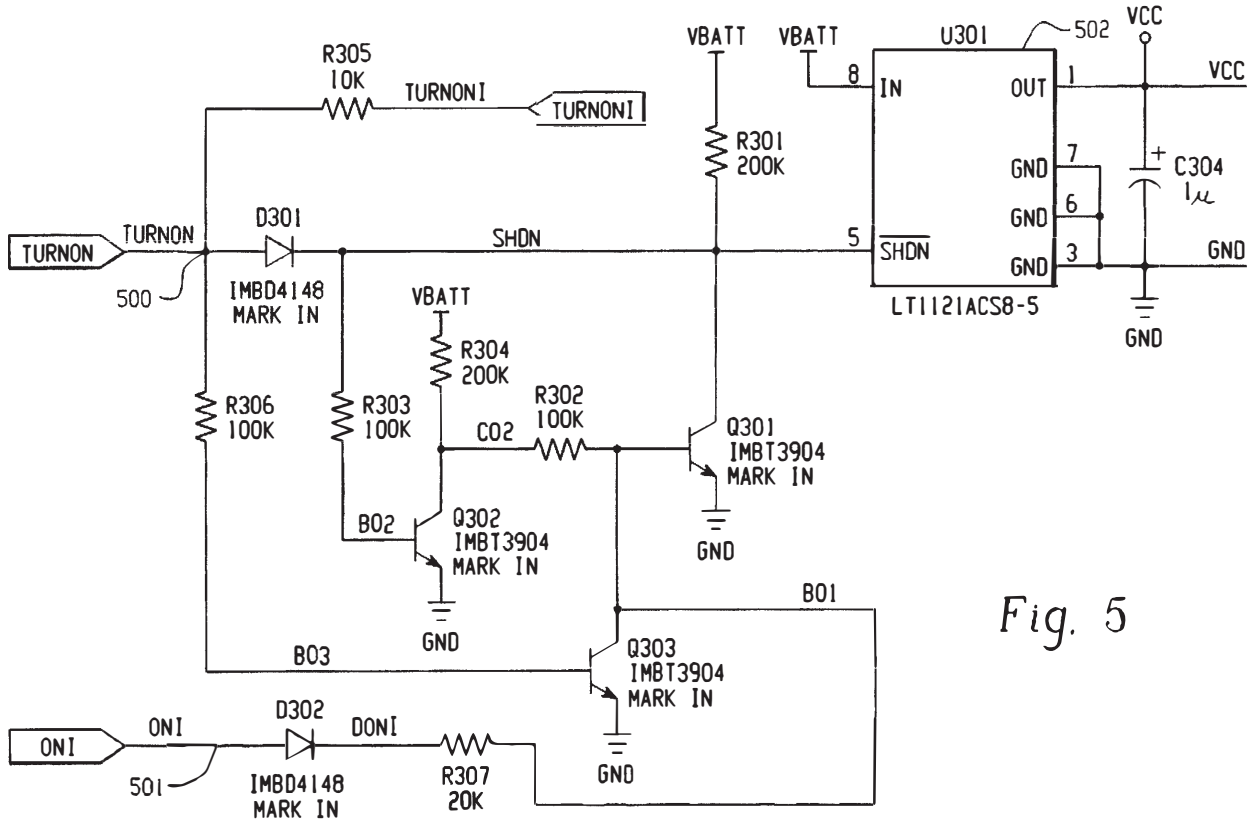 VCC
502
U301
VBATT
VBATT
R305
10K
8
IN
OUT
1
VCC
TURNONI
TURNONI
R301
200K
GND
7
+
C304
1μ
GND
6
GND
3
GND
TURNON
TURNON
D301
SHDN
5
SHDN
500
IMBD4148
MARK IN
VBATT
LT1121ACS8-5
GND
R304
200K
R306
100K
R303
100K
R302
100K
C02
Q301
IMBT3904
MARK IN
B02
Q302
IMBT3904
MARK IN
GND
GND
B01
Fig. 5
B03
Q303
IMBT3904
MARK IN
ONI
ONI
D302
DONI
GND
501
IMBD4148
MARK IN
R307
20K